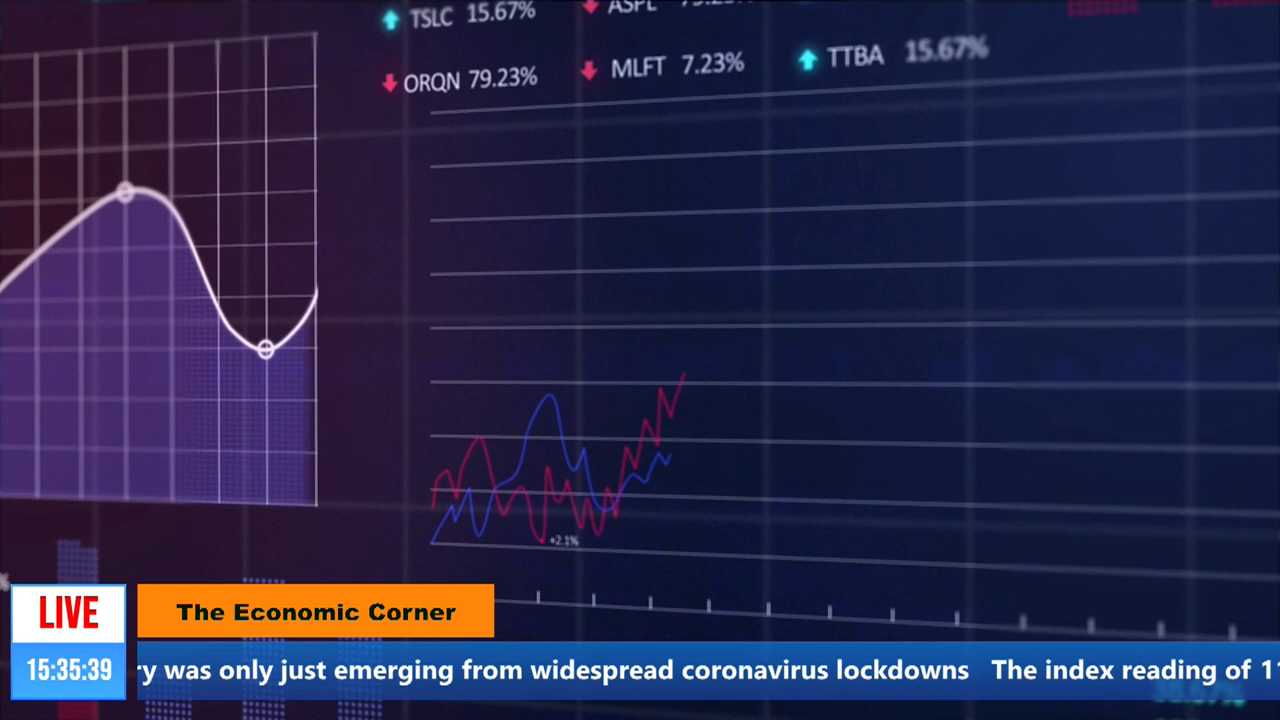 TSLC 15.67%
ORQN 79.23% MLFT 7.23% TTBA 15.67%
+2.1%
LIVE The Economic Corner
15:35:39 ry was only just emerging from widespread coronavirus lockdowns The index reading of 1